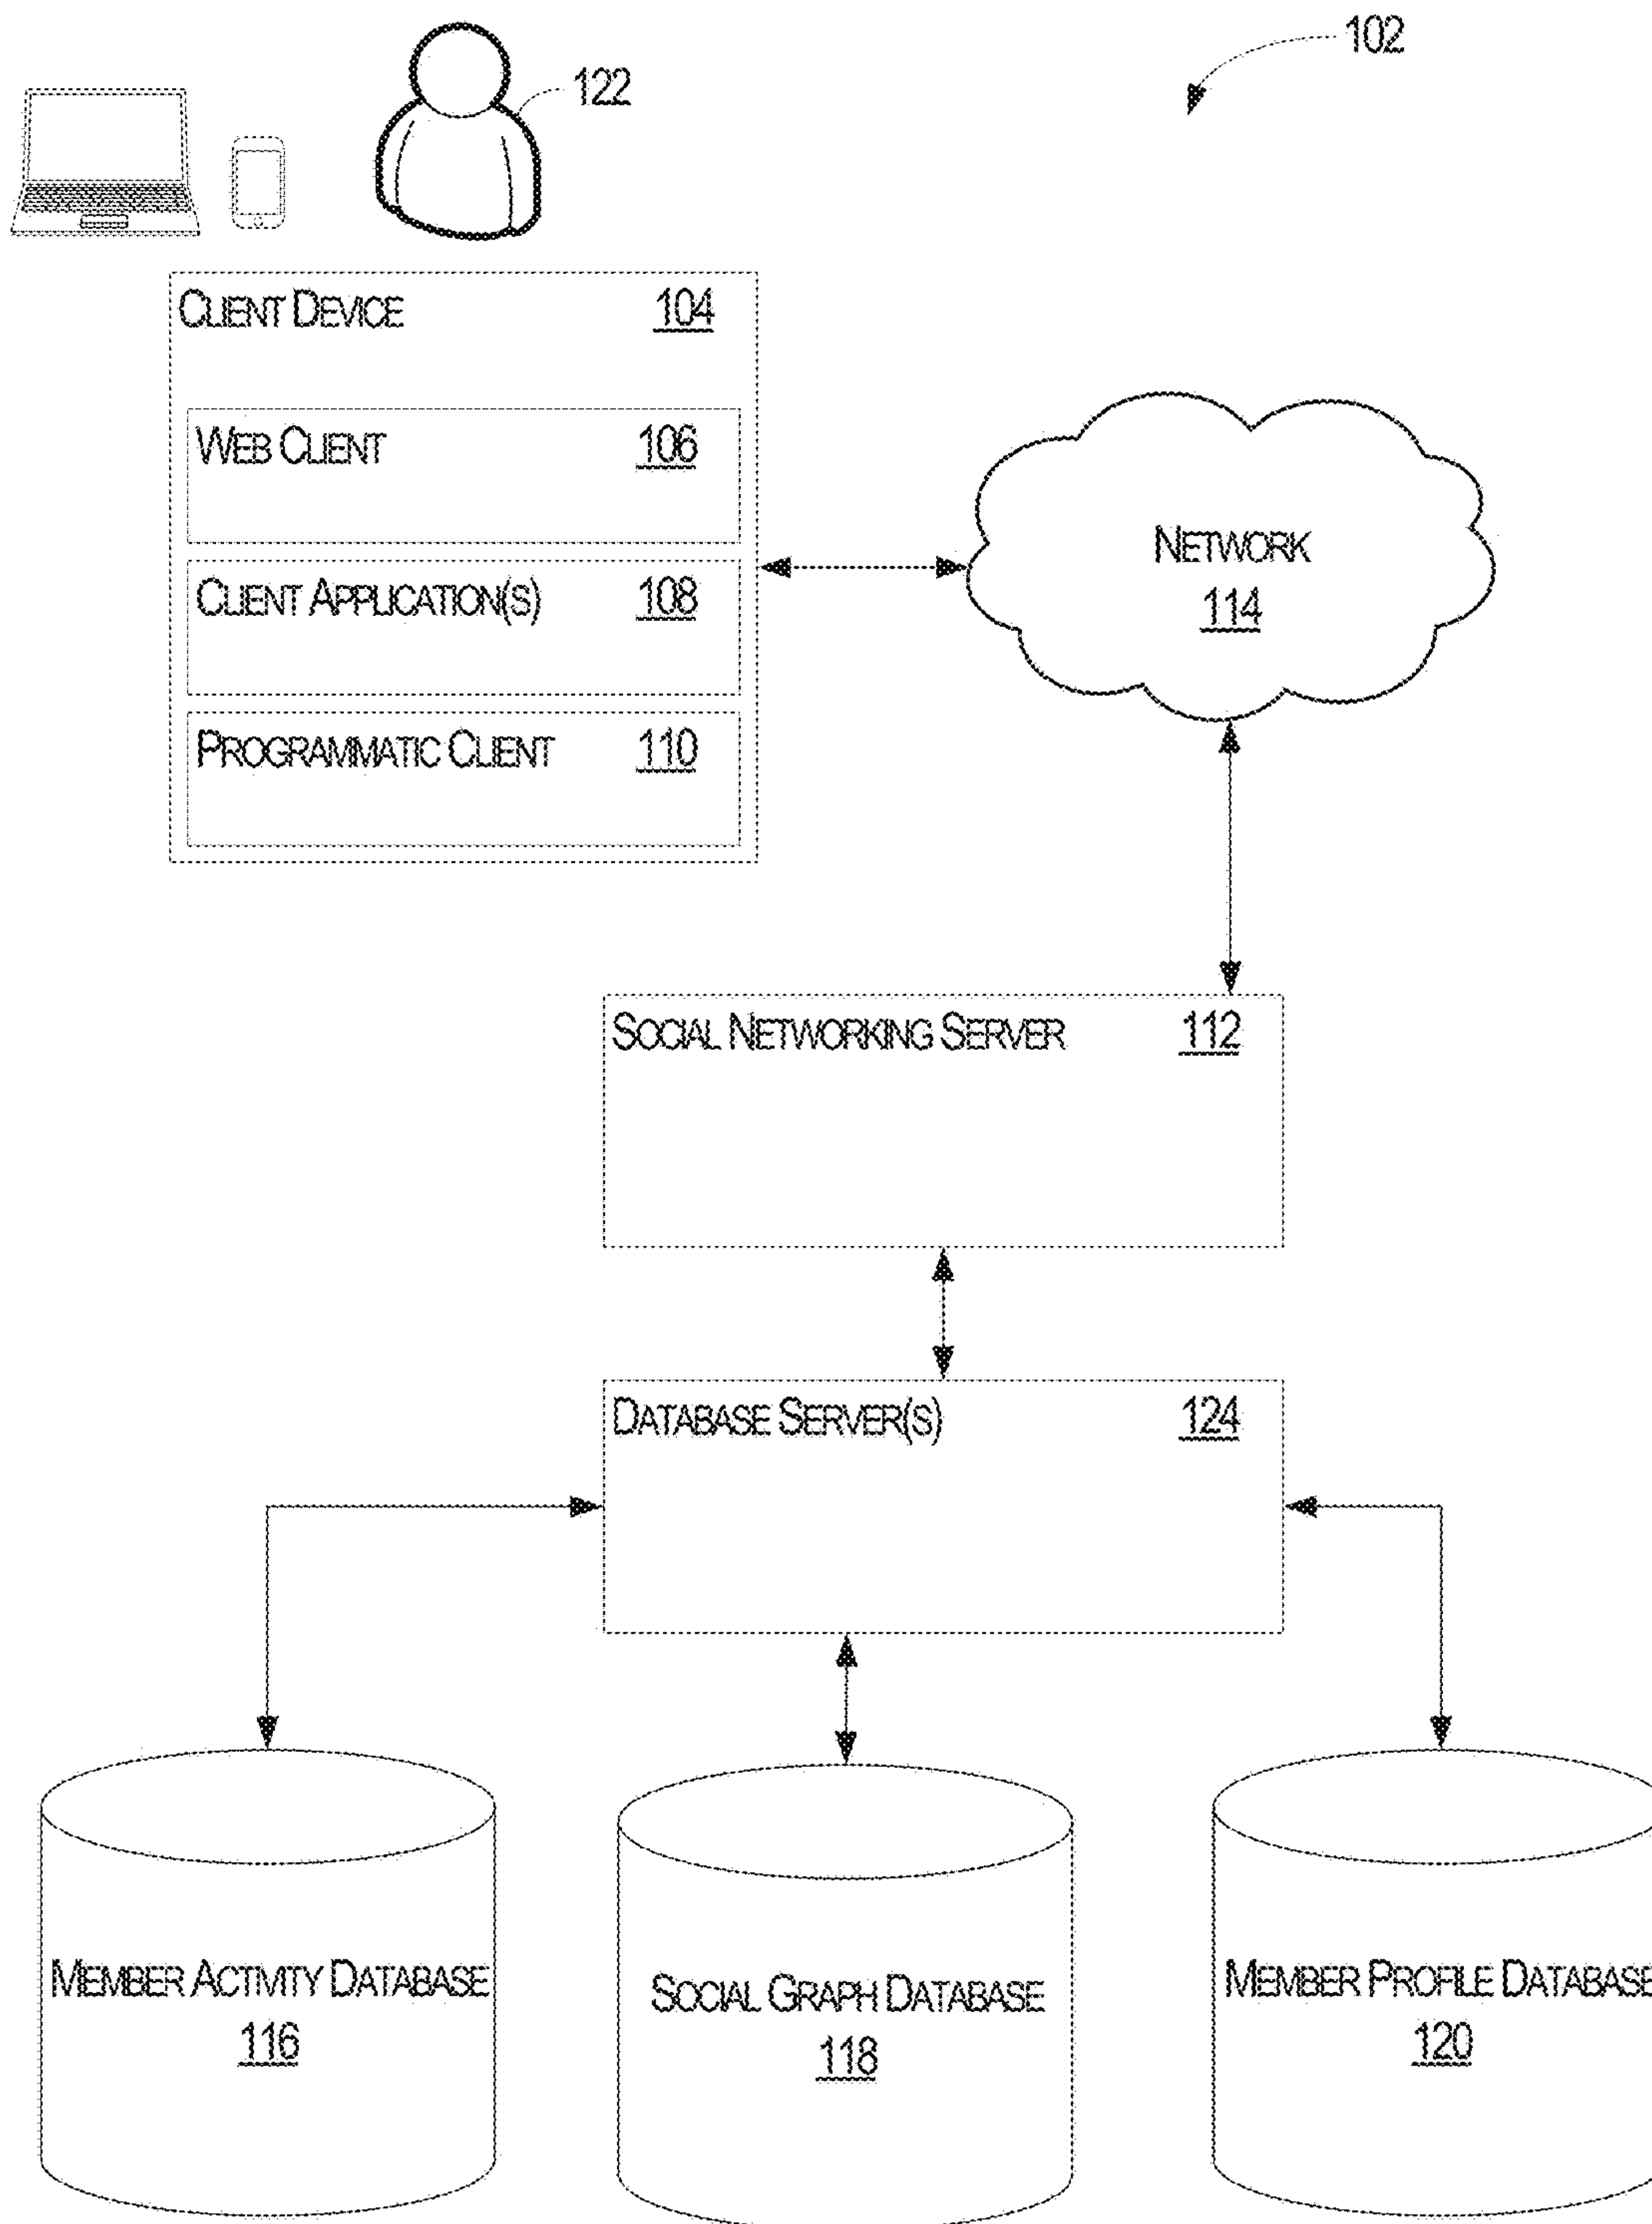 102
122
CLIENT DEVICE 104
WEB CLIENT 106
CLIENT APPLICATION(S) 108
PROGRAMMATIC CLIENT 110
NETWORK
114
SOCIAL NETWORKING SERVER 112
DATABASE SERVER(S) 124
MEMBER ACTIVITY DATABASE
116
SOCIAL GRAPH DATABASE
118
MEMBER PROFILE DATABASE
120